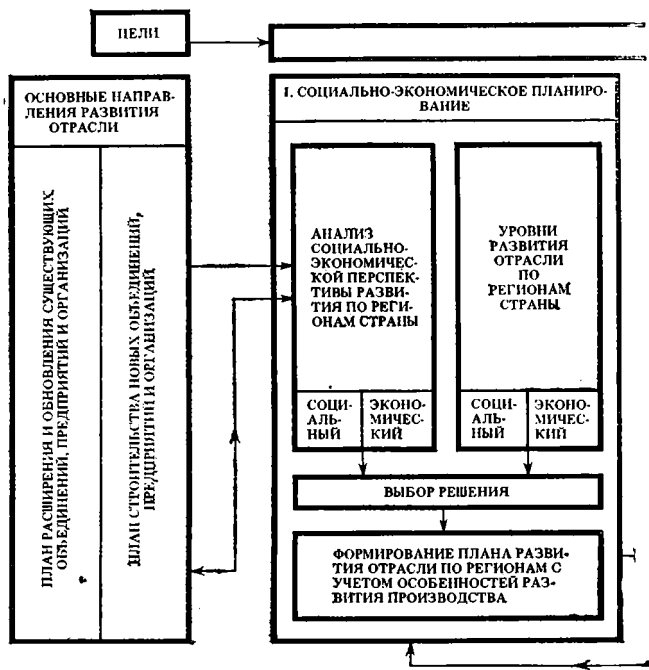 ЦЕЛИ
ОСНОВНЫЕ НАПРАВ-
ЛЕНИЯ РАЗВИТИЯ
ОТРАСЛИ
ПЛАН РАСШИРЕНИЯ И ОБНОВЛЕНИЯ СУЩЕСТВУЮЩИХ
ОБЪЕДИНЕНИЙ, ПРЕДПРИЯТИЙ И ОРГАНИЗАЦИЙ
ПЛАН СТРОИТЕЛЬСТВА НОВЫХ ОБЪЕДИНЕНИЙ,
ПРЕДПРИЯТИЙ И ОРГАНИЗАЦИЙ
I. СОЦИАЛЬНО-ЭКОНОМИЧЕСКОЕ ПЛАНИРО-
ВАНИЕ
АНАЛИЗ
СОЦИАЛЬНО-
ЭКОНОМИЧЕС-
КОЙ ПЕРСПЕК-
ТИВЫ РАЗВИ-
ТИЯ ПО РЕГИ-
ОНАМ СТРАНЫ
СОЦИ-
АЛЬ-
НЫЙ
ЭКОНО-
МИЧЕС-
КИЙ
УРОВНИ
РАЗВИТИЯ
ОТРАСЛИ
ПО
РЕГИОНАМ
СТРАНЫ
СОЦИ-
АЛЬ-
НЫЙ
ЭКОНО-
МИЧЕС-
КИЙ
ВЫБОР РЕШЕНИЯ
ФОРМИРОВАНИЕ ПЛАНА РАЗВИ-
ТИЯ ОТРАСЛИ ПО РЕГИОНАМ С
УЧЕТОМ ОСОБЕННОСТЕЙ РАЗ-
ВИТИЯ ПРОИЗВОДСТВА